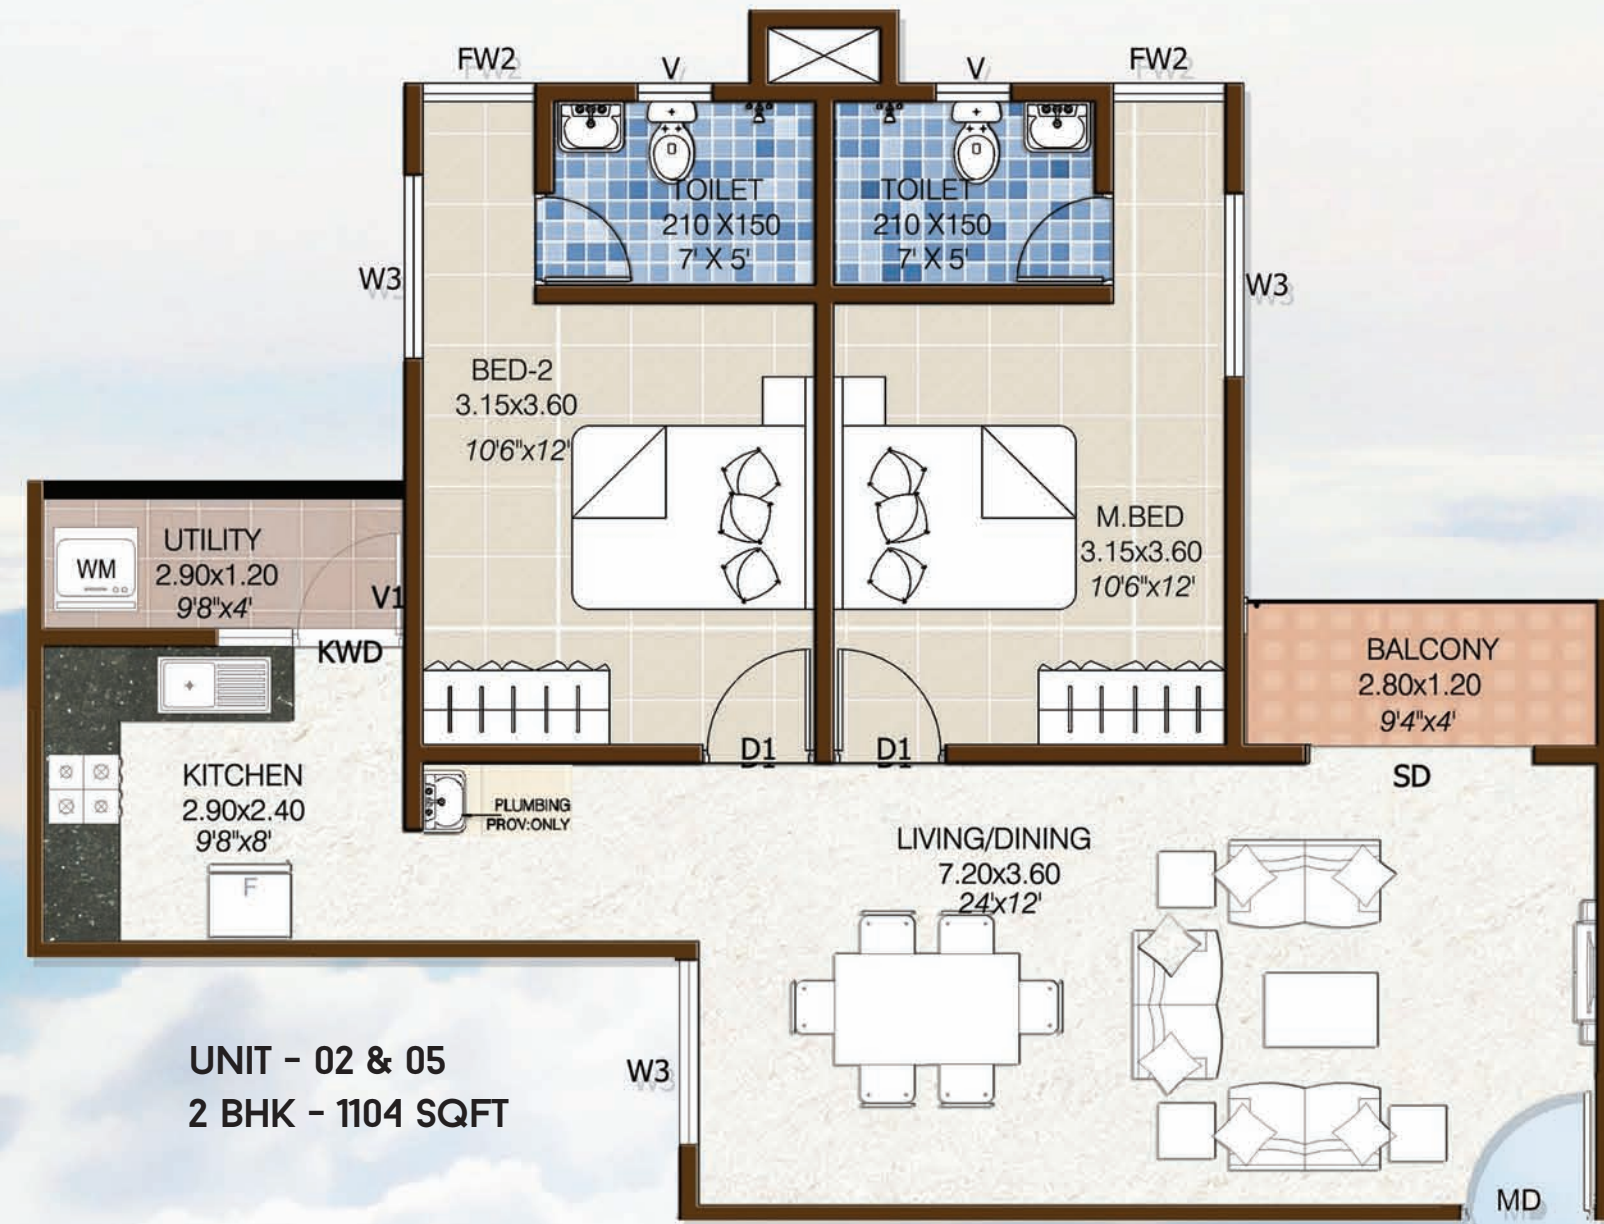 FW2
V
V
FW2
TOILET
210 X150
7' X 5'
TOILET
210 X150
7' X 5'
W3
W3
BED-2
3.15x3.60
10'6"x12'
M.BED
3.15x3.60
10'6"x12'
UTILITY
2.90x1.20
9'8"x4'
WM
V1
KWD
BALCONY
2.80x1.20
9'4"x4'
D1
D1
SD
KITCHEN
2.90x2.40
9'8"x8'
F
PLUMBING
PROV:ONLY
LIVING/DINING
7.20x3.60
24'x12'
W3
UNIT - 02 & 05
2 BHK - 1104 SQFT
MD